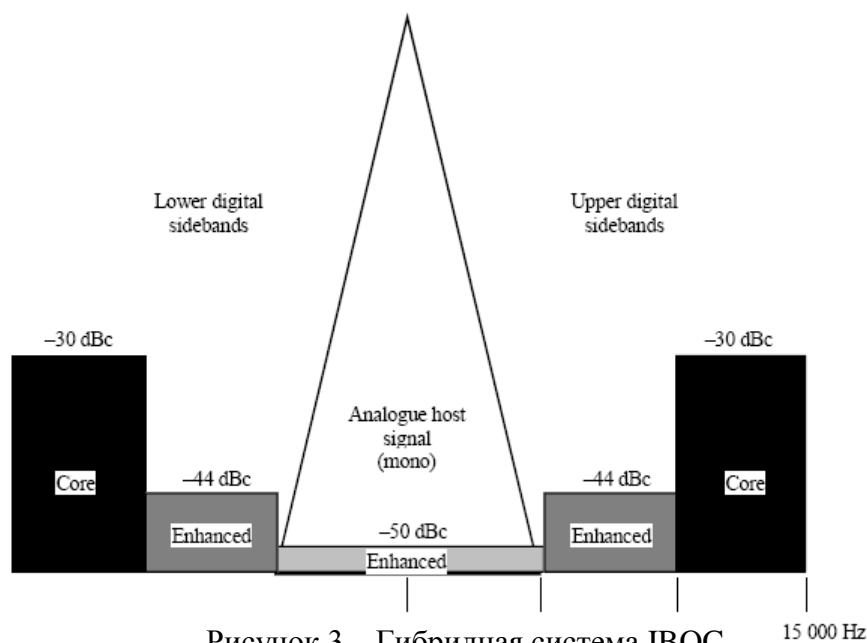 Lower digital
sidebands
Upper digital
sidebands
–30 dBc
–30 dBc
Analogue host
signal
(mono)
–44 dBc
–44 dBc
Core
Core
Enhanced
–50 dBc
Enhanced
Enhanced
15 000 Hz
Рисунок 3 – Гибридная система IBOC